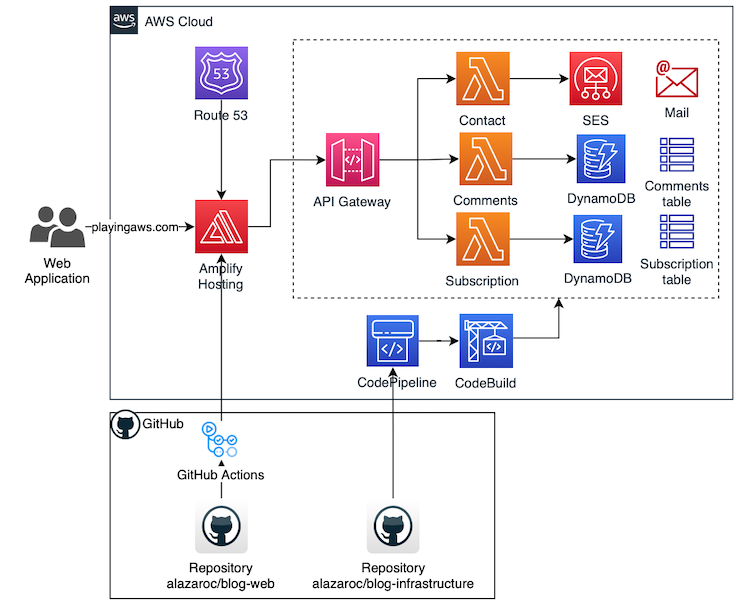 aws
AWS Cloud
53
Route 53
Contact
SES
@
Mail
API Gateway
</>
Comments
DynamoDB
Comments
table
playingaws.com
Web
Application
Amplify
Hosting
Subscription
DynamoDB
Subscription
table
</>
CodePipeline
</>
CodeBuild
GitHub
GitHub Actions
Repository
alazaroc/blog-web
Repository
alazaroc/blog-infrastructure